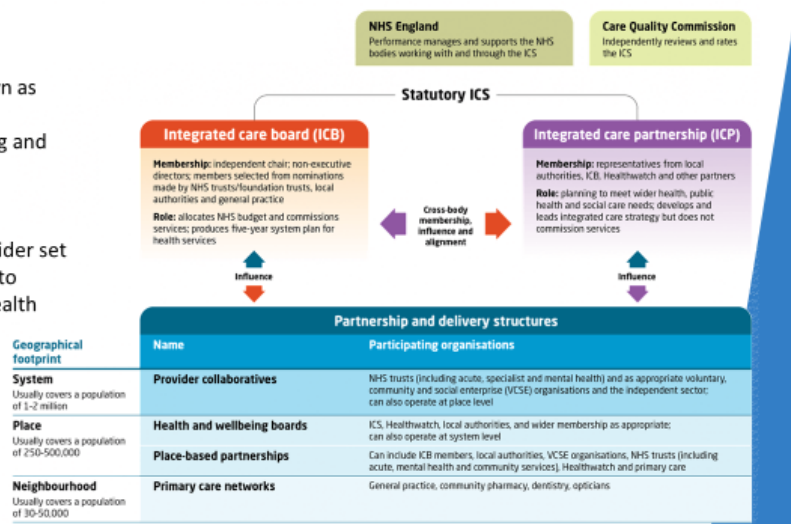 NHS England
Performance manages and supports the NHS
bodies working with and through the ICS
Care Quality Commission
Independently reviews and rates
the ICS
n as
g and
ider set
to
ealth
Statutory ICS
Integrated care board (ICB)
Membership: independent chair; non-executive
directors; members selected from nominations
made by NHS trusts/foundation trusts, local
authorities and general practice
Role: allocates NHS budget and commissions
services; produces five-year system plan for
health services
Cross-body
membership,
influence and
alignment
Integrated care partnership (ICP)
Membership: representatives from local
authorities, ICB, Healthwatch and other partners
Role: planning to meet wider health, public
health and social care needs; develops and
leads integrated care strategy but does not
commission services
Influence
Influence
Partnership and delivery structures
Geographical
footprint
Name
Participating organisations
System
Usually covers a population
of 1-2 million
Provider collaboratives
NHS trusts (including acute, specialist and mental health) and as appropriate voluntary,
community and social enterprise (VCSE) organisations and the independent sector;
can also operate at place level
Place
Usually covers a population
of 250-500,000
Health and wellbeing boards
ICS, Healthwatch, local authorities, and wider membership as appropriate;
can also operate at system level
Place-based partnerships
Can include ICB members, local authorities, VCSE organisations, NHS trusts (including
acute, mental health and community services), Healthwatch and primary care
Neighbourhood
Usually covers a population
of 30-50,000
Primary care networks
General practice, community pharmacy, dentistry, opticians